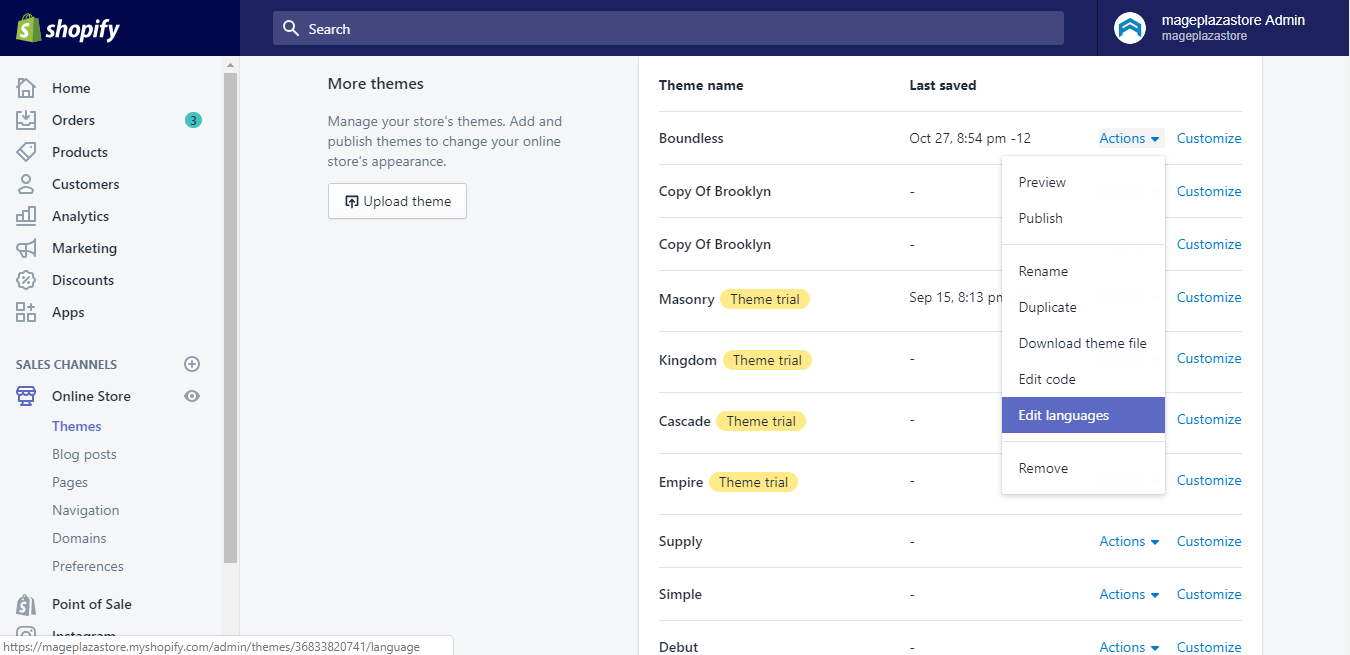 shopify
Search
mageplazastore Admin
mageplazastore
Home
Orders
3
Products
Customers
Analytics
Marketing
Discounts
Apps
SALES CHANNELS
Online Store
Themes
Blog posts
Pages
Navigation
Domains
Preferences
Point of Sale
Instagram
https://mageplazastore.myshopify.com/admin/themes/36833820741/language
More themes
Manage your store's themes. Add and
publish themes to change your online
store's appearance.
Upload theme
Theme name Last saved
Boundless Oct 27, 8:54 pm -12 Actions Customize
Copy Of Brooklyn - Customize
Copy Of Brooklyn - Customize
Masonry Theme trial Sep 15, 8:13 pm Customize
Kingdom Theme trial - Customize
Cascade Theme trial - Customize
Empire Theme trial - Customize
Supply - Actions Customize
Simple - Actions Customize
Debut - Actions Customize
Preview
Publish
Rename
Duplicate
Download theme file
Edit code
Edit languages
Remove